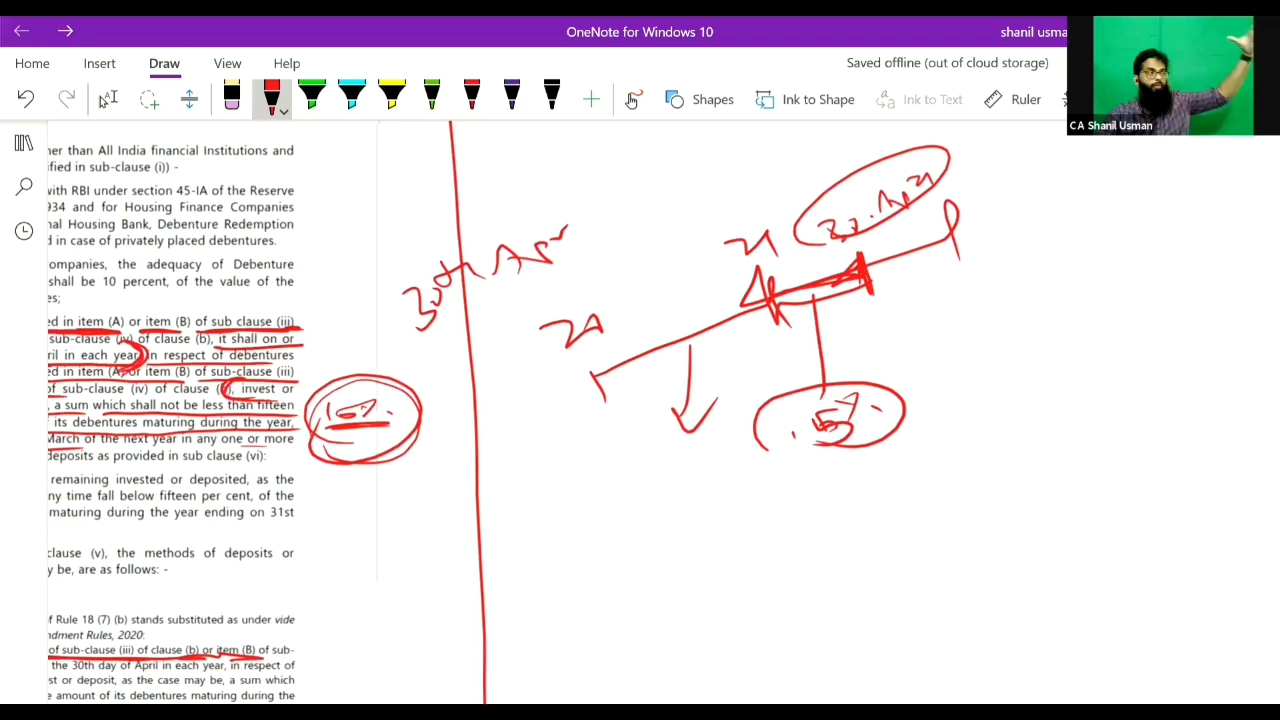 OneNote for Windows 10
shanil usma
Home Insert Draw View Help
Saved offline (out of cloud storage)
Shapes Ink to Shape Ink to Text Ruler
CA Shanil Usman
her than All India financial Institutions and
ified in sub-clause (i)) -
with RBI under section 45-IA of the Reserve
934 and for Housing Finance Companies
nal Housing Bank, Debenture Redemption
d in case of privately placed debentures.
ompanies, the adequacy of Debenture
shall be 10 percent, of the value of the
es;
ed in item (A) or item (B) of sub clause (iii)
sub-clause (iv) of clause (b), it shall on or
ril in each year, in respect of debentures
ed in item (A) or item (B) of sub-clause (iii)
of sub-clause (iv) of clause invest or
, a sum which shall not be less than fifteen
its debentures maturing during the year,
March of the next year in any one or more
deposits as provided in sub clause (vi):
remaining invested or deposited, as the
ny time fall below fifteen per cent, of the
maturing during the year ending on 31st
clause (v), the methods of deposits or
y be, are as follows: -
f Rule 18 (7) (b) stands substituted as under vide
ndment Rules, 2020:
of sub-clause (iii) of clause (b) or item (B) of sub-
the 30th day of April in each year, in respect of
st or deposit, as the case may be, a sum which
e amount of its debentures maturing during the
30th Apr
21